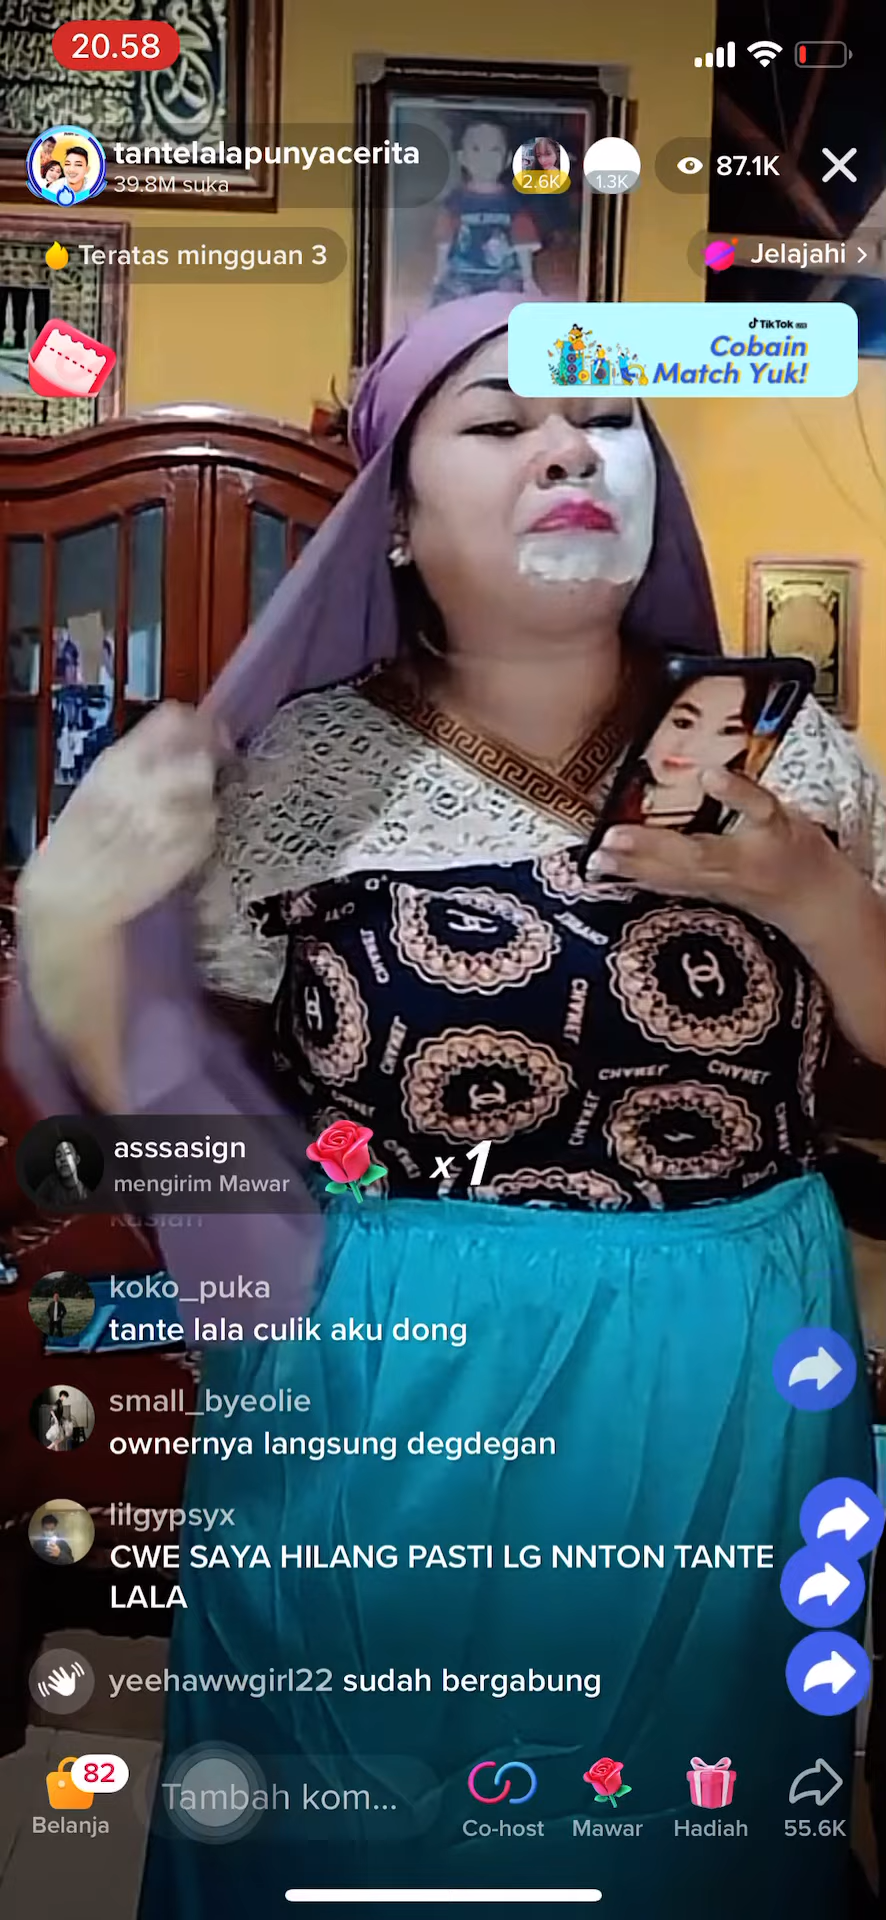 20.58
tantelalapunyacerita
39.8M suka
2.6K
1.3K
87.1K
Teratas mingguan 3
Jelajahi >
TikTok
Cobain
Match Yuk!
asssasign
mengirim Mawar
x1
koko_puka
tante lala culik aku dong
small_byeolie
ownernya langsung degdegan
lilgypsyx
CWE SAYA HILANG PASTI LG NNTON TANTE
LALA
yeehawwgirl22 sudah bergabung
82
Tambah kom...
Belanja
Co-host
Mawar
Hadiah
55.6K